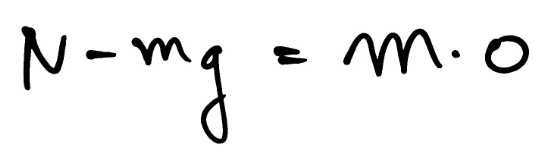 N - mg = m · 0